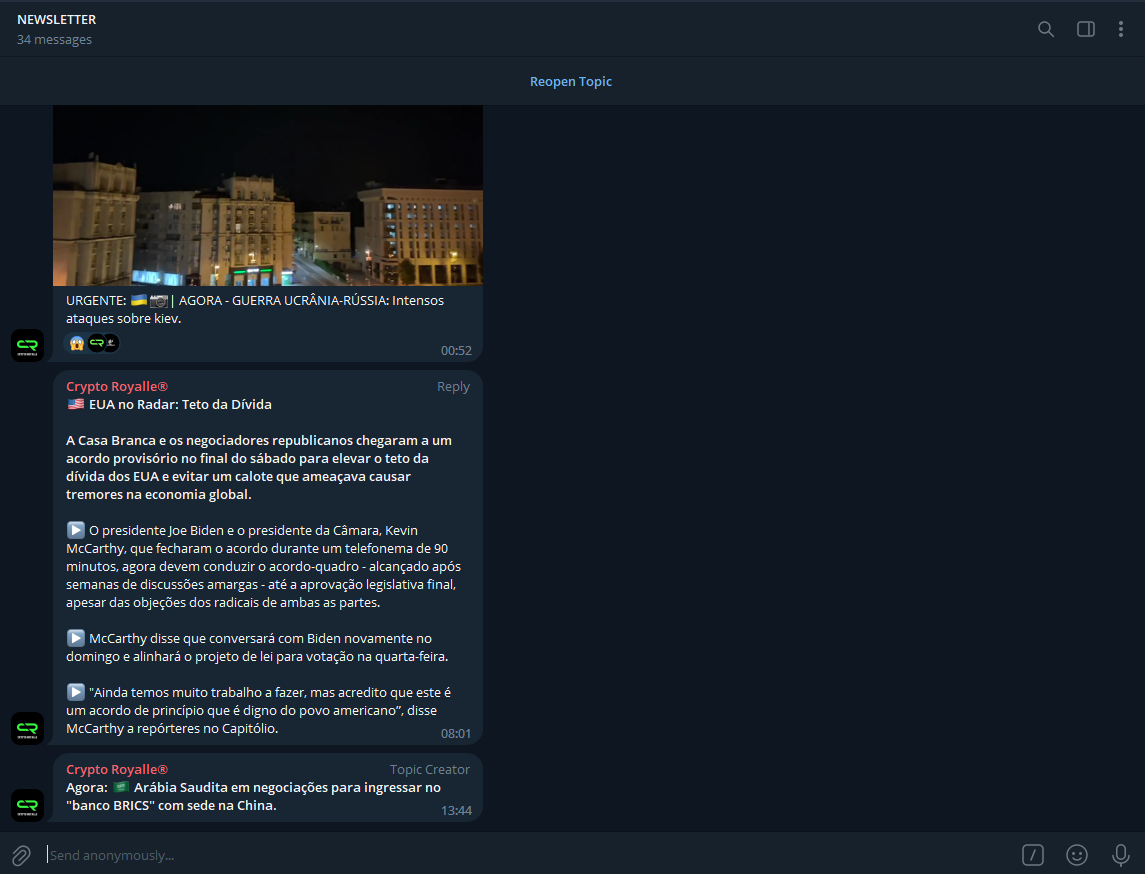 NEWSLETTER
34 messages
Reopen Topic
URGENTE: 🇺🇦📷| AGORA - GUERRA UCRÂNIA-RÚSSIA: Intensos
ataques sobre kiev.
00:52
Crypto Royalle®
Reply
🇺🇸 EUA no Radar: Teto da Dívida
A Casa Branca e os negociadores republicanos chegaram a um
acordo provisório no final do sábado para elevar o teto da
dívida dos EUA e evitar um calote que ameaçava causar
tremores na economia global.
▶️ O presidente Joe Biden e o presidente da Câmara, Kevin
McCarthy, que fecharam o acordo durante um telefonema de 90
minutos, agora devem conduzir o acordo-quadro - alcançado após
semanas de discussões amargas - até a aprovação legislativa final,
apesar das objeções dos radicais de ambas as partes.
▶️ McCarthy disse que conversará com Biden novamente no
domingo e alinhará o projeto de lei para votação na quarta-feira.
▶️ "Ainda temos muito trabalho a fazer, mas acredito que este é
um acordo de princípio que é digno do povo americano”, disse
McCarthy a repórteres no Capitólio.
08:01
Crypto Royalle®
Topic Creator
Agora: 🇸🇦 Arábia Saudita em negociações para ingressar no
"banco BRICS" com sede na China.
13:44
Send anonymously...